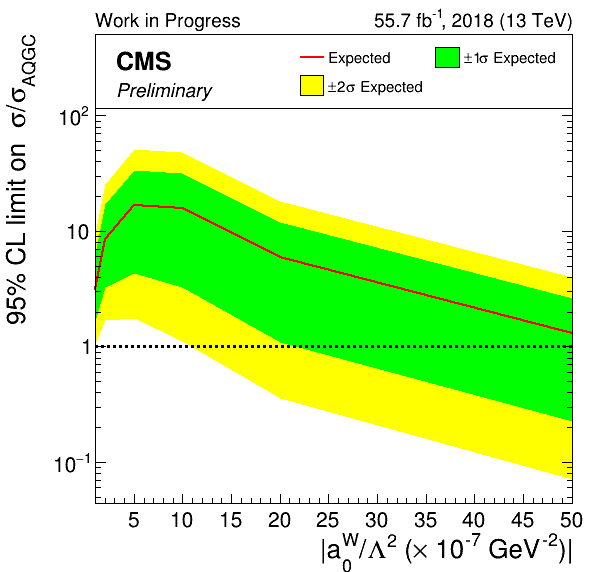 Work in Progress 55.7 fb⁻¹, 2018 (13 TeV)
CMS
Preliminary
Expected
±1σ Expected
±2σ Expected
95% CL limit on σ/σ_AQGC
10²
10
1
10⁻¹
5 10 15 20 25 30 35 40 45 50
|a₀ᵂ/Λ² (× 10⁻⁷ GeV⁻²)|